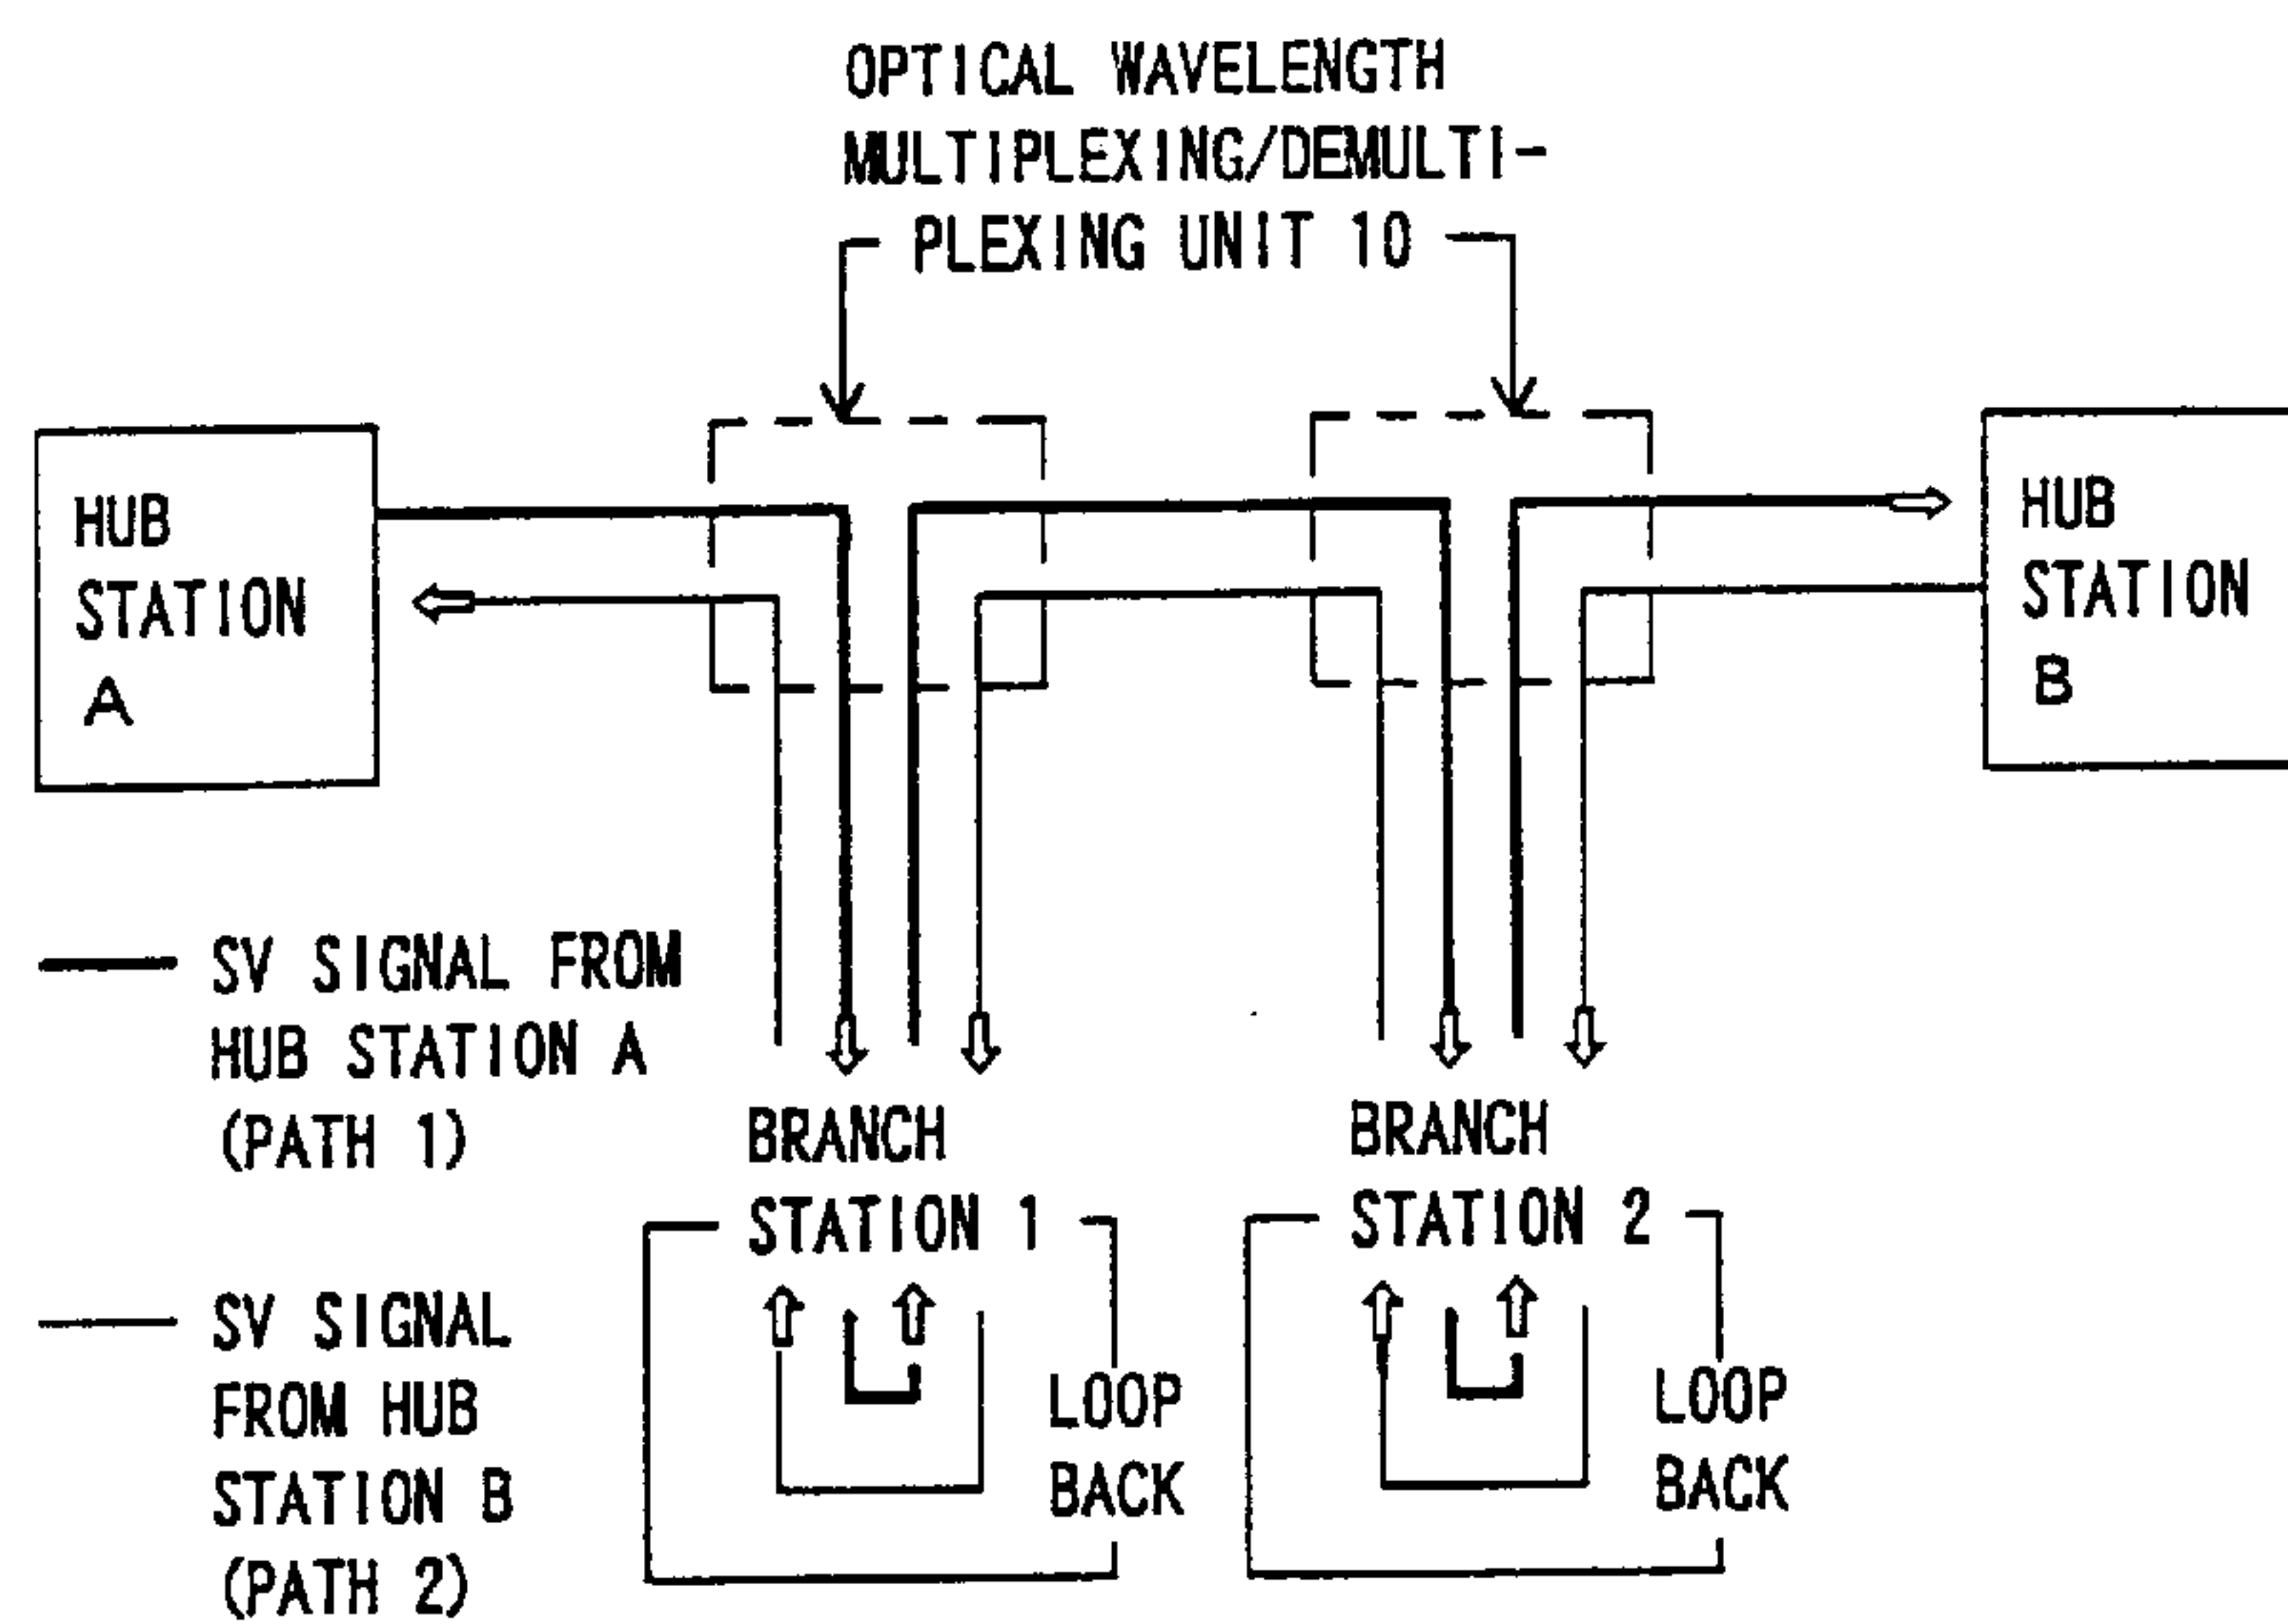 OPTICAL WAVELENGTH
MULTIPLEXING/DEMULTI-
PLEXING UNIT 10
HUB
STATION
A
HUB
STATION
B
SV SIGNAL FROM
HUB STATION A
(PATH 1)
SV SIGNAL
FROM HUB
STATION B
(PATH 2)
BRANCH
STATION 1
LOOP
BACK
BRANCH
STATION 2
LOOP
BACK